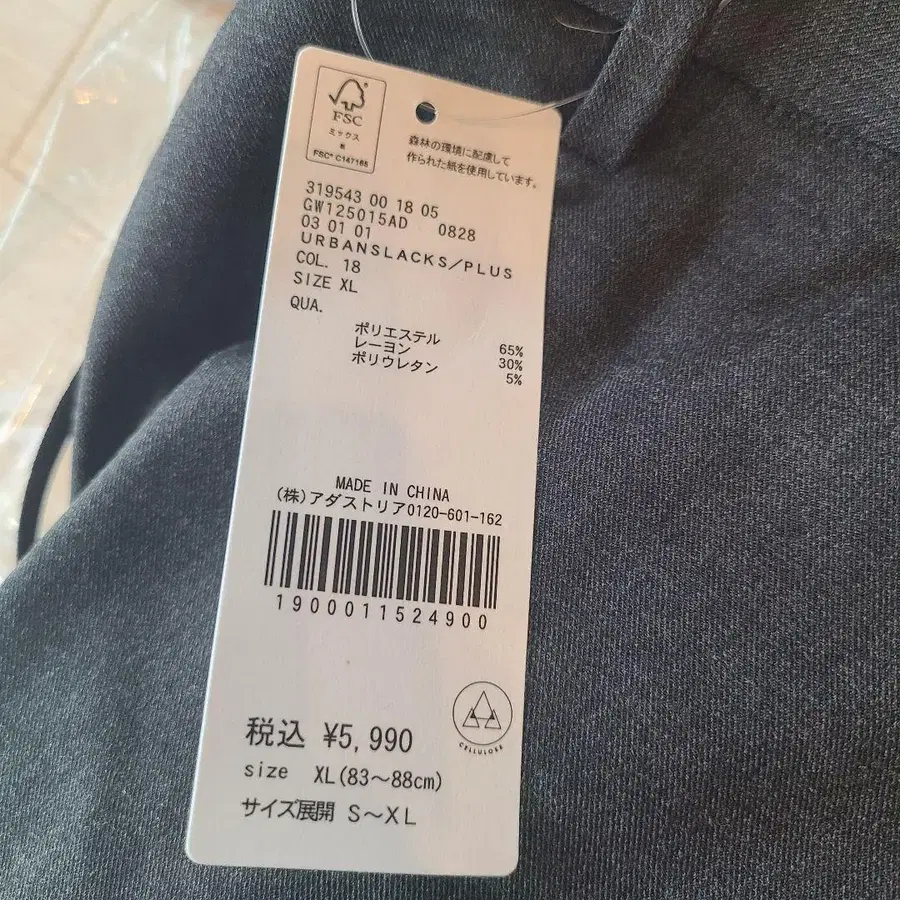 FSC
ミックス
紙
FSC® C147165
森林の環境に配慮して
作られた紙を使用しています。
319543 00 18 05
GW125015AD 0828
03 01 01
URBANSLACKS/PLUS
COL. 18
SIZE XL
QUA.
ポリエステル 65%
レーヨン 30%
ポリウレタン 5%
MADE IN CHINA
(株)アダストリア0120-601-162
1900011524900
税込 ¥5,990
size XL(83〜88cm)
サイズ展開 S〜XL
CELLULOSE